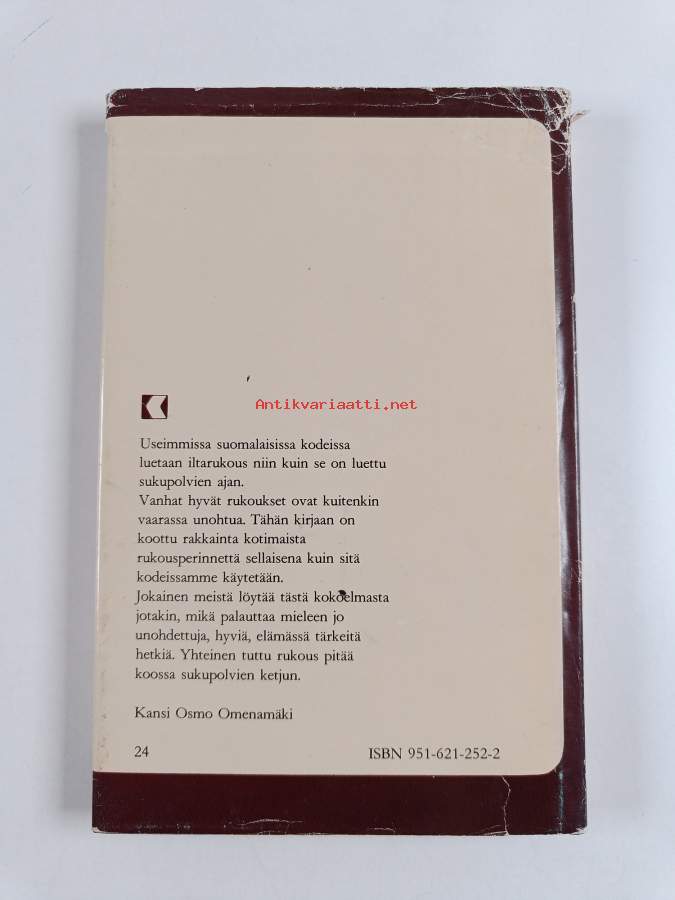 Antikvariaatti.net
Useimmissa suomalaisissa kodeissa
luetaan iltarukous niin kuin se on luettu
sukupolvien ajan.
Vanhat hyvät rukoukset ovat kuitenkin
vaarassa unohtua. Tähän kirjaan on
koottu rakkainta kotimaista
rukousperinnettä sellaisena kuin sitä
kodeissamme käytetään.
Jokainen meistä löytää tästä kokoelmasta
jotakin, mikä palauttaa mieleen jo
unohdettuja, hyviä, elämässä tärkeitä
hetkiä. Yhteinen tuttu rukous pitää
koossa sukupolvien ketjun.
Kansi Osmo Omenamäki
24 ISBN 951-621-252-2